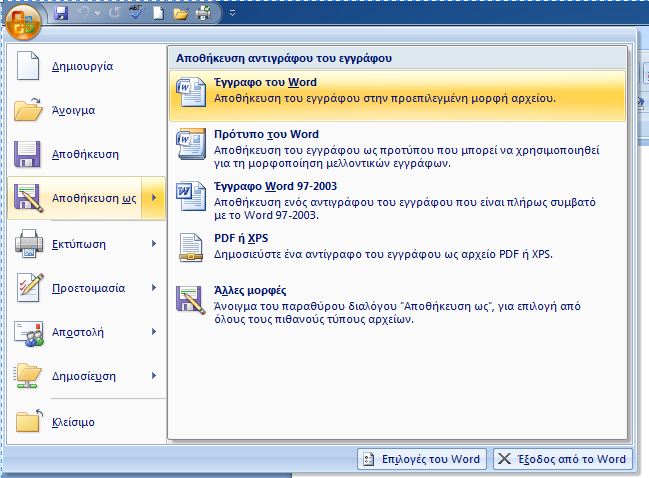 Δημιουργία
Άνοιγμα
Αποθήκευση
Αποθήκευση ως
Εκτύπωση
Προετοιμασία
Αποστολή
Δημοσίευση
Κλείσιμο
Αποθήκευση αντιγράφου του εγγράφου
Έγγραφο του Word
Αποθήκευση του εγγράφου στην προεπιλεγμένη μορφή αρχείου.
Πρότυπο του Word
Αποθήκευση του εγγράφου ως προτύπου που μπορεί να χρησιμοποιηθεί
για τη μορφοποίηση μελλοντικών εγγράφων.
Έγγραφο Word 97-2003
Αποθήκευση ενός αντιγράφου του εγγράφου που είναι πλήρως συμβατό
με το Word 97-2003.
PDF ή XPS
Δημοσιεύστε ένα αντίγραφο του εγγράφου ως αρχείο PDF ή XPS.
Άλλες μορφές
Άνοιγμα του παραθύρου διαλόγου "Αποθήκευση ως", για επιλογή από
όλους τους πιθανούς τύπους αρχείων.
Επιλογές του Word
Έξοδος από το Word